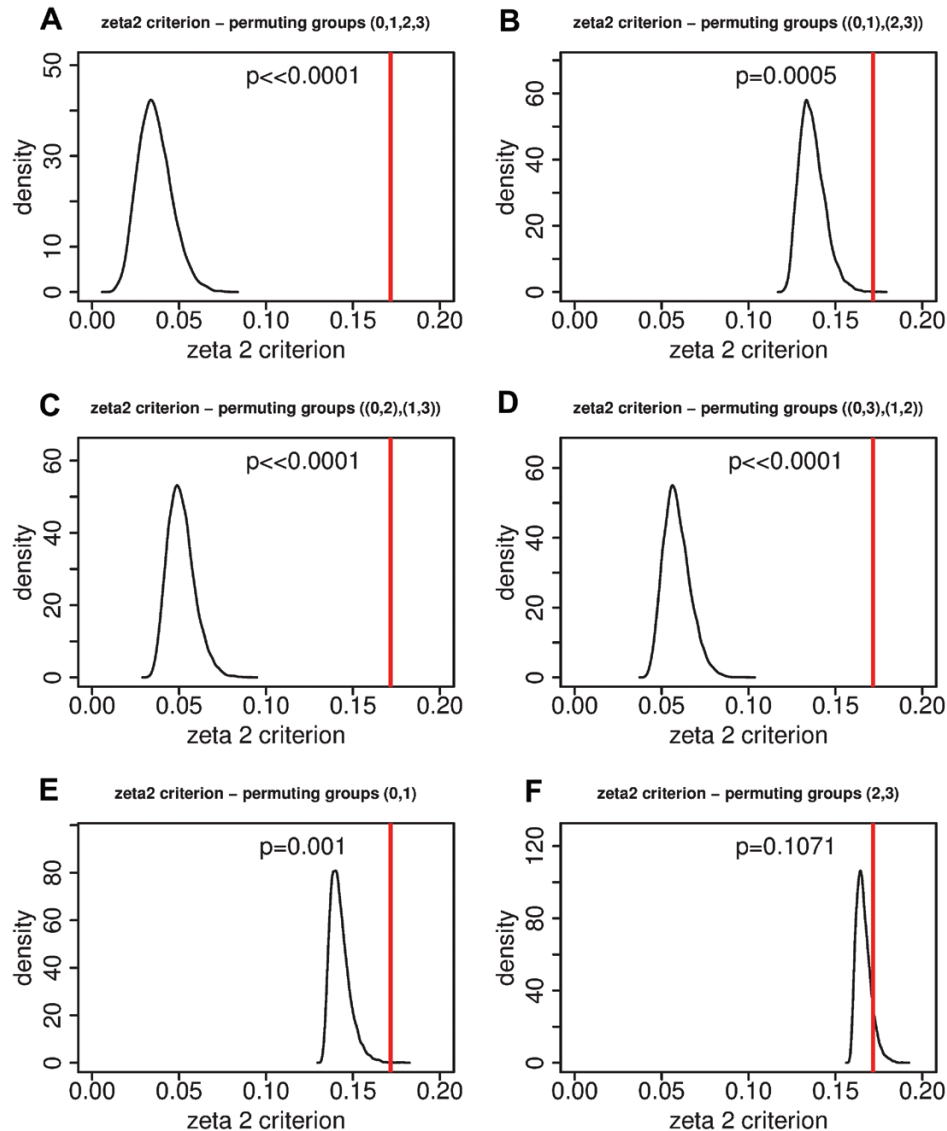 A
zeta2 criterion – permuting groups (0,1,2,3)
p<<0.0001
density
0 10 30 50
0.00 0.05 0.10 0.15 0.20
zeta 2 criterion
B
zeta2 criterion – permuting groups ((0,1),(2,3))
p=0.0005
density
0 20 40 60
0.00 0.05 0.10 0.15 0.20
zeta 2 criterion
C
zeta2 criterion – permuting groups ((0,2),(1,3))
p<<0.0001
density
0 20 40 60
0.00 0.05 0.10 0.15 0.20
zeta 2 criterion
D
zeta2 criterion – permuting groups ((0,3),(1,2))
p<<0.0001
density
0 20 40 60
0.00 0.05 0.10 0.15 0.20
zeta 2 criterion
E
zeta2 criterion – permuting groups (0,1)
p=0.001
density
0 20 40 60 80
0.00 0.05 0.10 0.15 0.20
zeta 2 criterion
F
zeta2 criterion – permuting groups (2,3)
p=0.1071
density
0 40 80 120
0.00 0.05 0.10 0.15 0.20
zeta 2 criterion